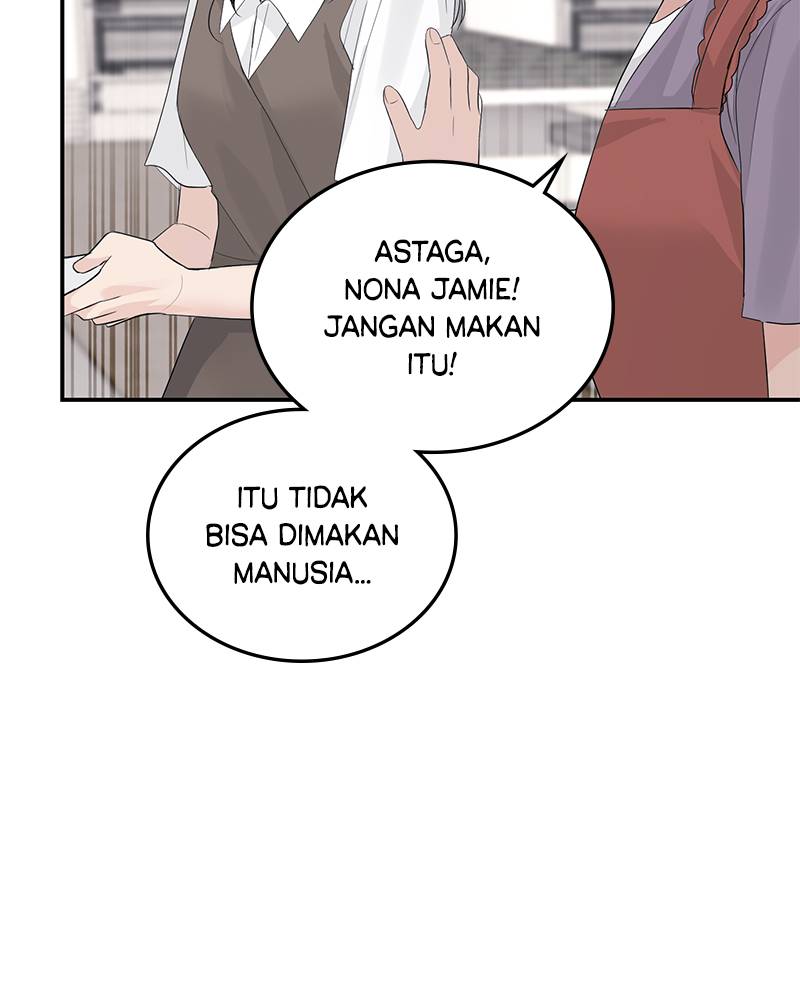 ASTAGA,
NONA JAMIE!
JANGAN MAKAN
ITU!
ITU TIDAK
BISA DIMAKAN
MANUSIA...